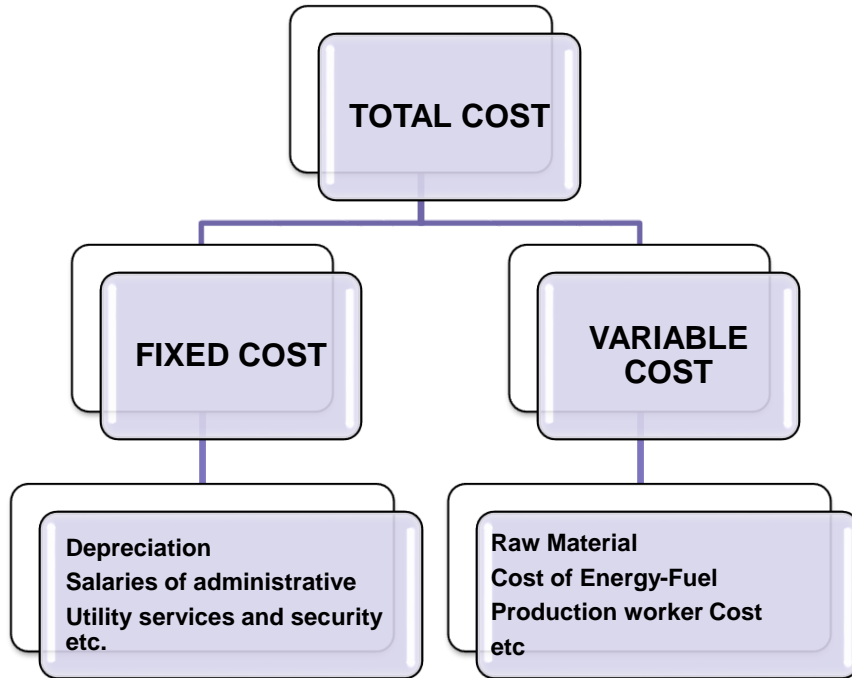 TOTAL COST
FIXED COST
VARIABLE
COST
Depreciation
Salaries of administrative
Utility services and security
etc.
Raw Material
Cost of Energy-Fuel
Production worker Cost
etc